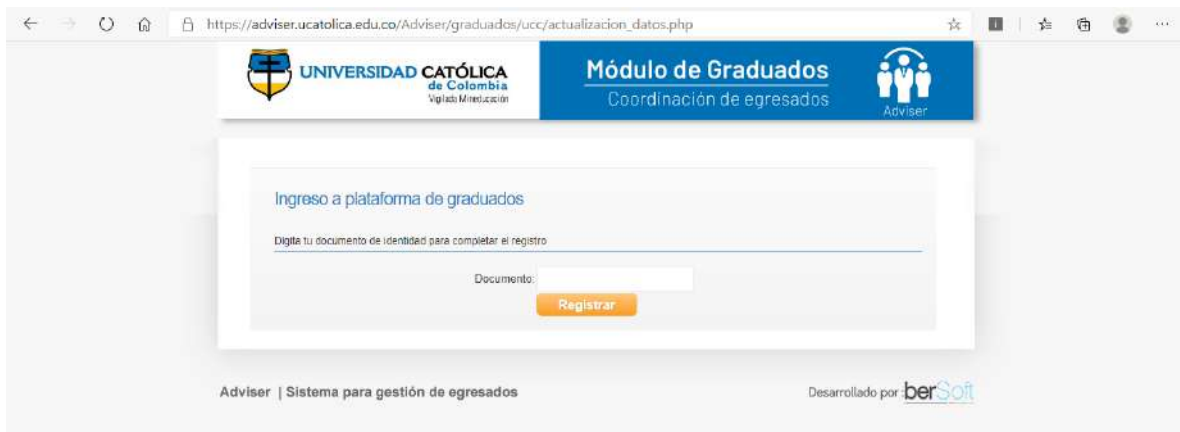 https://adviser.ucatolica.edu.co/Adviser/graduados/ucc/actualizacion_datos.php
UNIVERSIDAD CATÓLICA
de Colombia
Vigilada Mineducación
Módulo de Graduados
Coordinación de egresados
Adviser
Ingreso a plataforma de graduados
Digita tu documento de identidad para completar el registro
Documento:
Registrar
Adviser | Sistema para gestión de egresados
Desarrollado por: berSoft